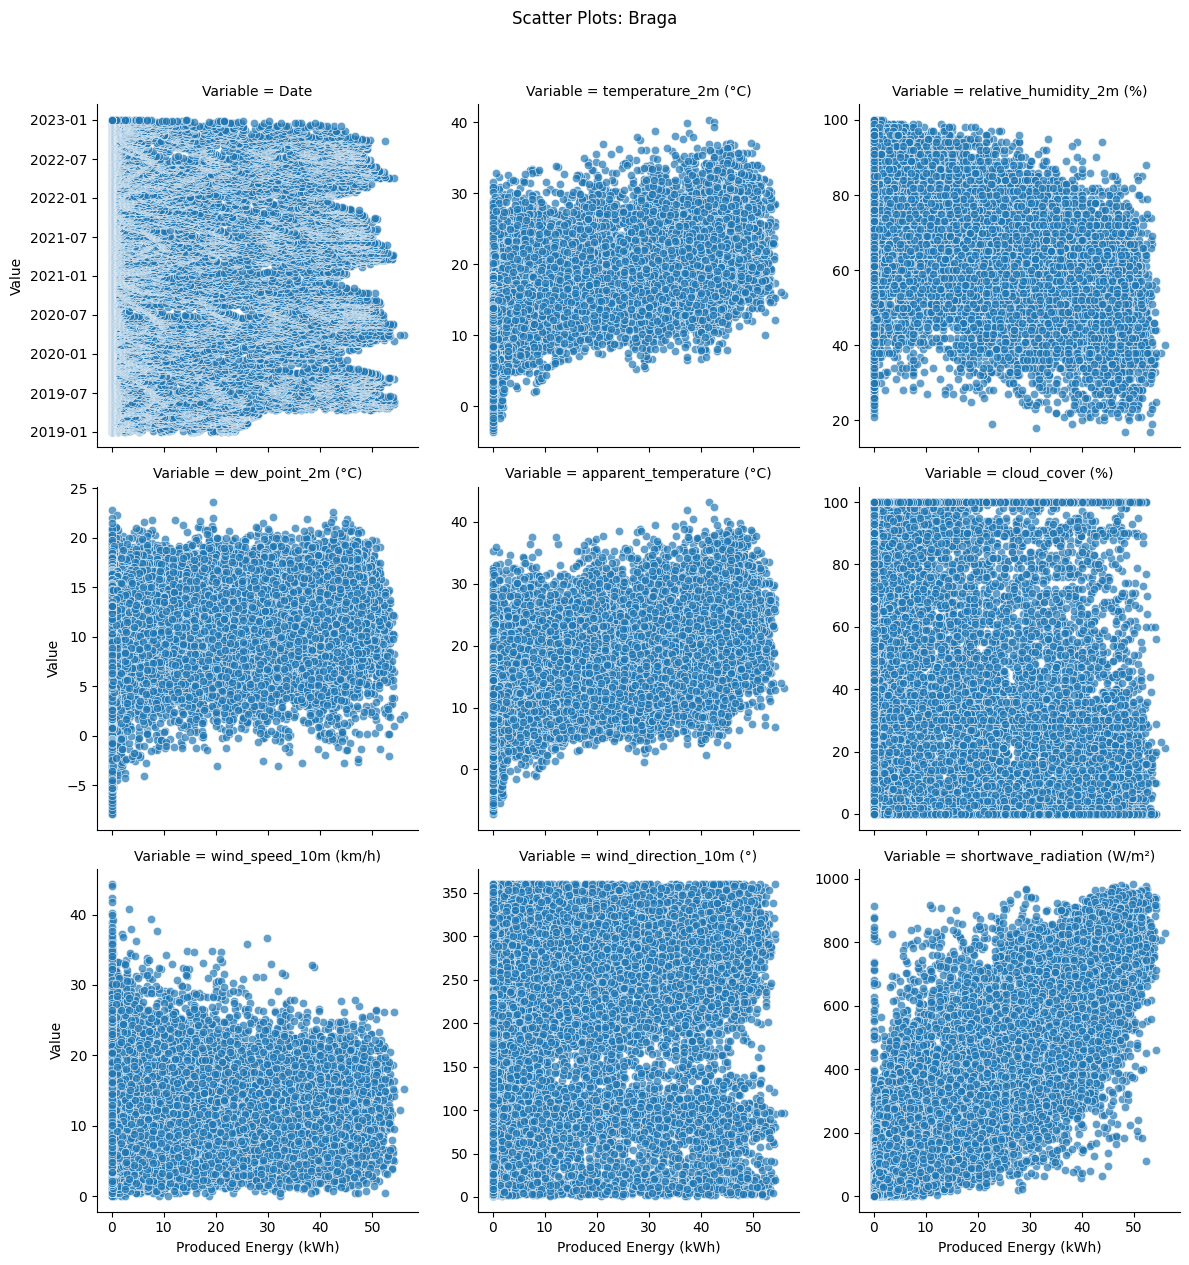 Scatter Plots: Braga
Variable = Date
Variable = temperature_2m (°C)
Variable = relative_humidity_2m (%)
2023-01
2022-07
2022-01
2021-07
2021-01
2020-07
2020-01
2019-07
2019-01
Value
40
30
20
10
0
100
80
60
40
20
Variable = dew_point_2m (°C)
Variable = apparent_temperature (°C)
Variable = cloud_cover (%)
25
20
15
10
5
0
−5
Value
40
30
20
10
0
100
80
60
40
20
0
Variable = wind_speed_10m (km/h)
Variable = wind_direction_10m (°)
Variable = shortwave_radiation (W/m²)
40
30
20
10
0
Value
350
300
250
200
150
100
50
0
1000
800
600
400
200
0
0 10 20 30 40 50
0 10 20 30 40 50
0 10 20 30 40 50
Produced Energy (kWh)
Produced Energy (kWh)
Produced Energy (kWh)